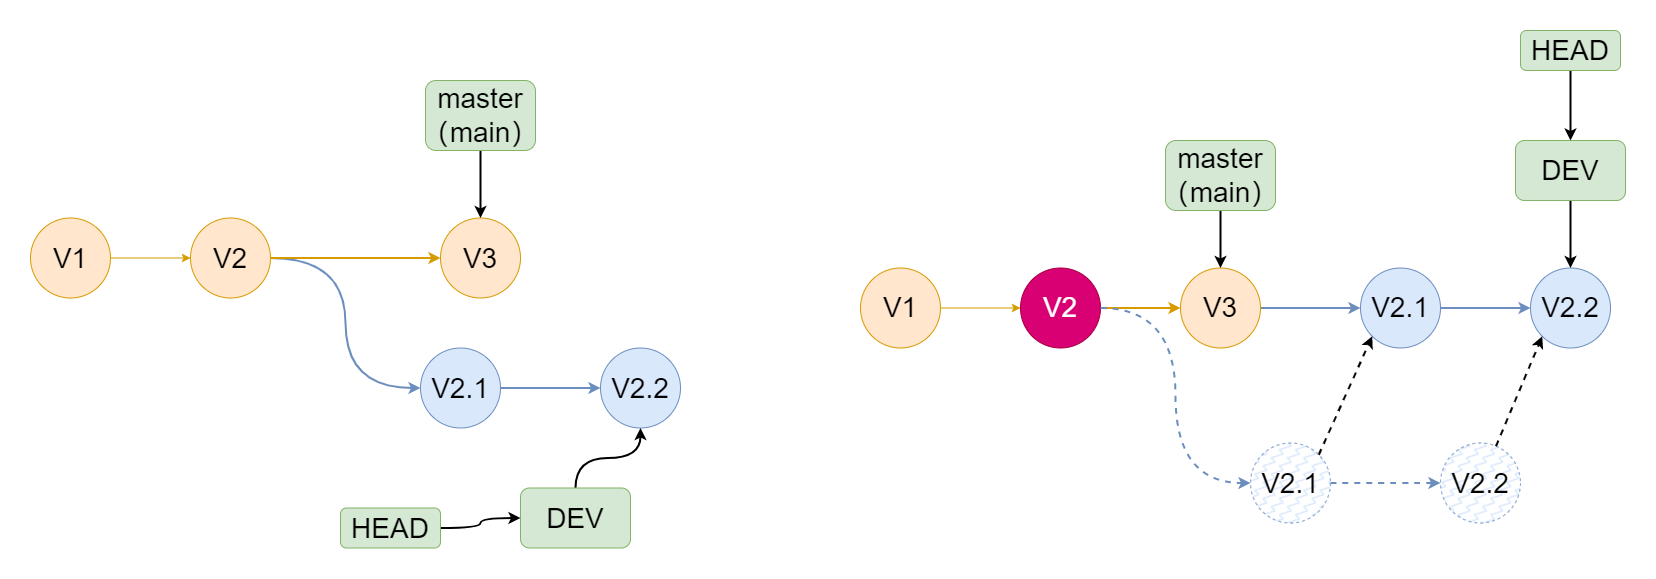 master
（main）
V1
V2
V3
V2.1
V2.2
HEAD
DEV
HEAD
DEV
master
（main）
V1
V2
V3
V2.1
V2.2
V2.1
V2.2